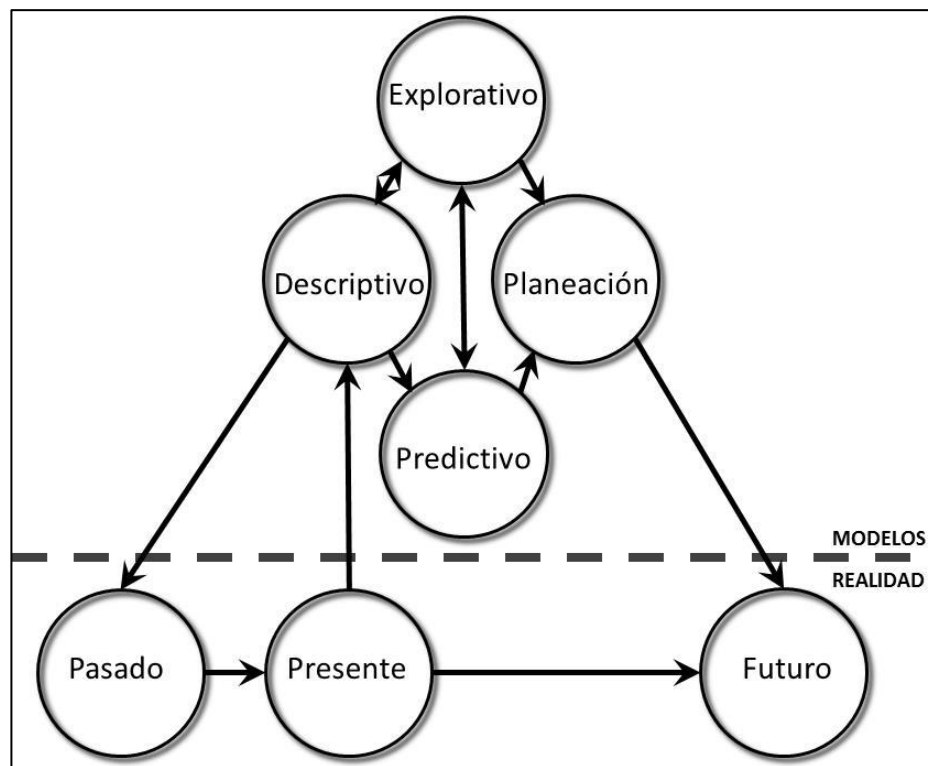 Explorativo
Descriptivo
Planeación
Predictivo
MODELOS
REALIDAD
Pasado
Presente
Futuro